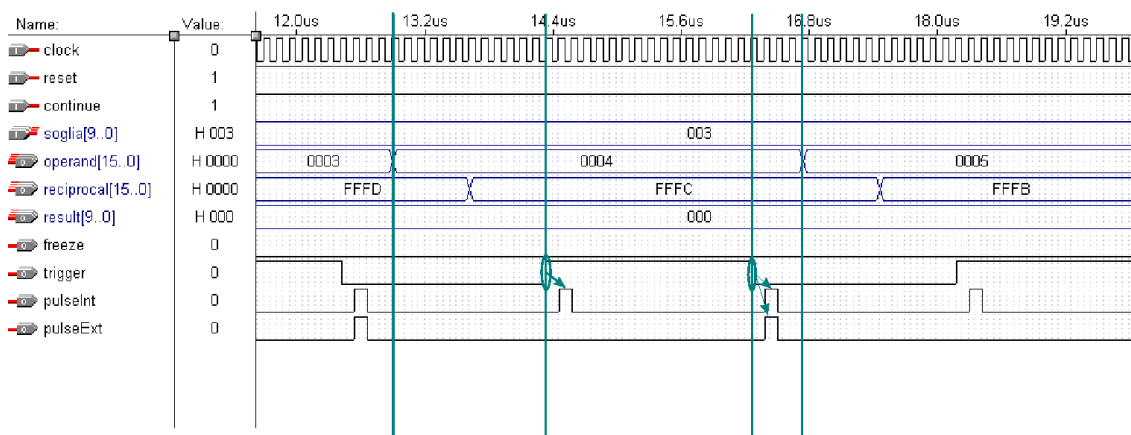 Name: Value: 12.0us 13.2us 14.4us 15.6us 16.8us 18.0us 19.2us
clock 0
reset 1
continue 1
soglia[9..0] H 003 003
operand[15..0] H 0000 0003 0004 0005
reciprocal[15..0] H 0000 FFFD FFFC FFFB
result[9..0] H 000 000
freeze 0
trigger 0
pulseInt 0
pulseExt 0